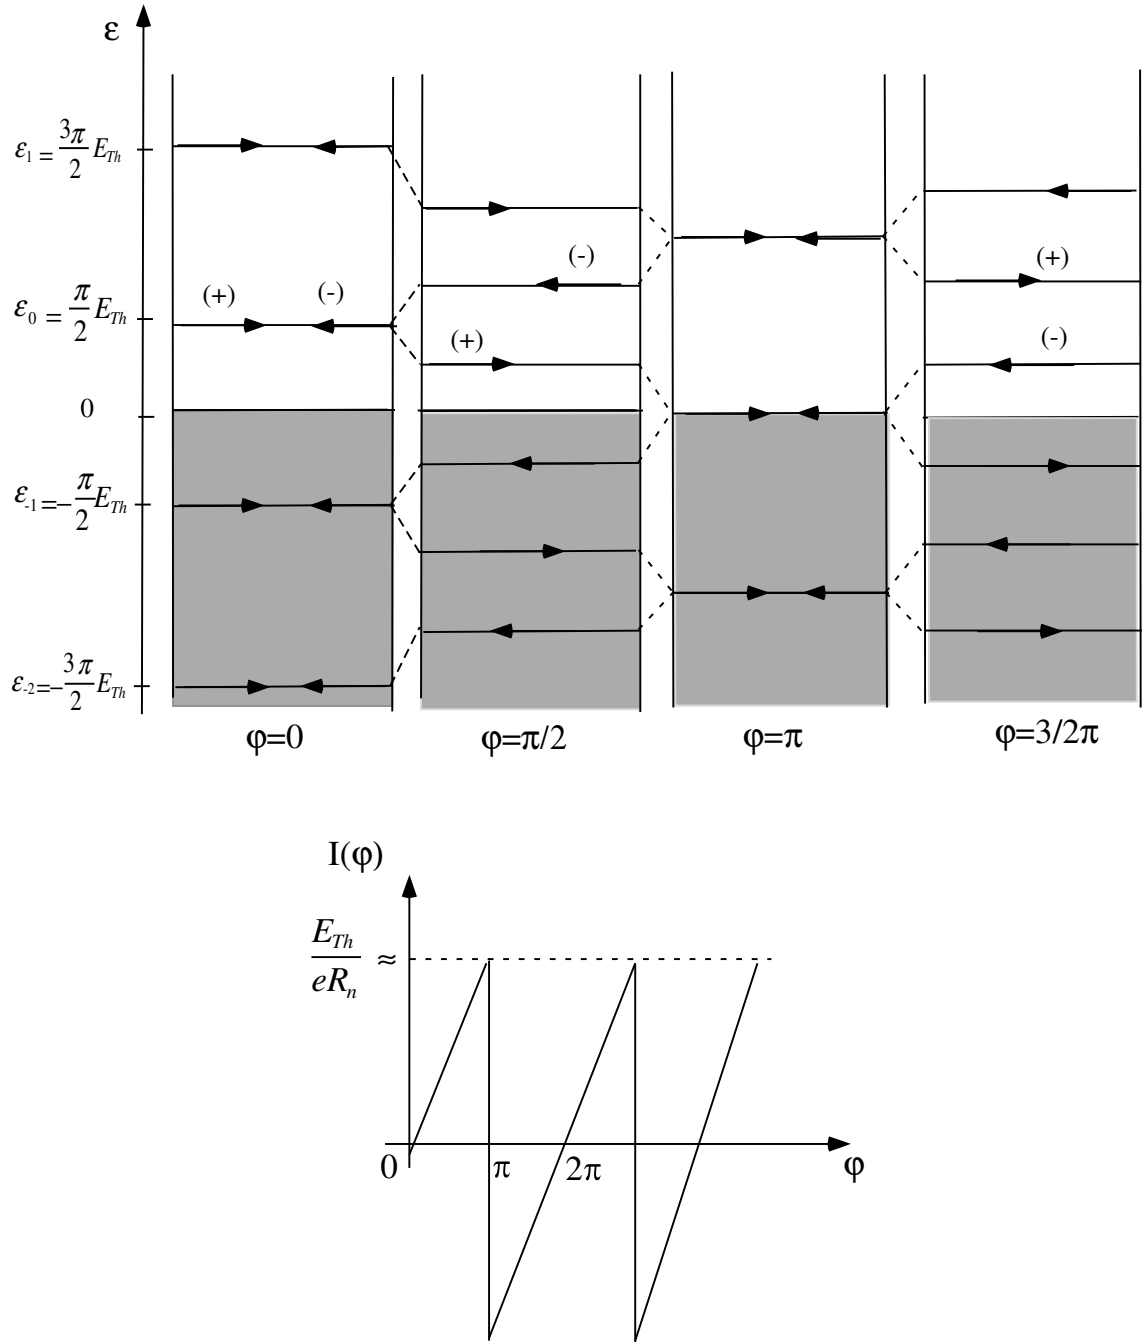 ε
ε₁ = 3π/2 E_Th
(+) (-) (-) (+)
ε₀ = π/2 E_Th
(+) (-)
0
ε₋₁=-π/2 E_Th
ε₋₂=-3π/2 E_Th
φ=0 φ=π/2 φ=π φ=3/2π
I(φ)
E_Th/eR_n ≈
0 π 2π φ